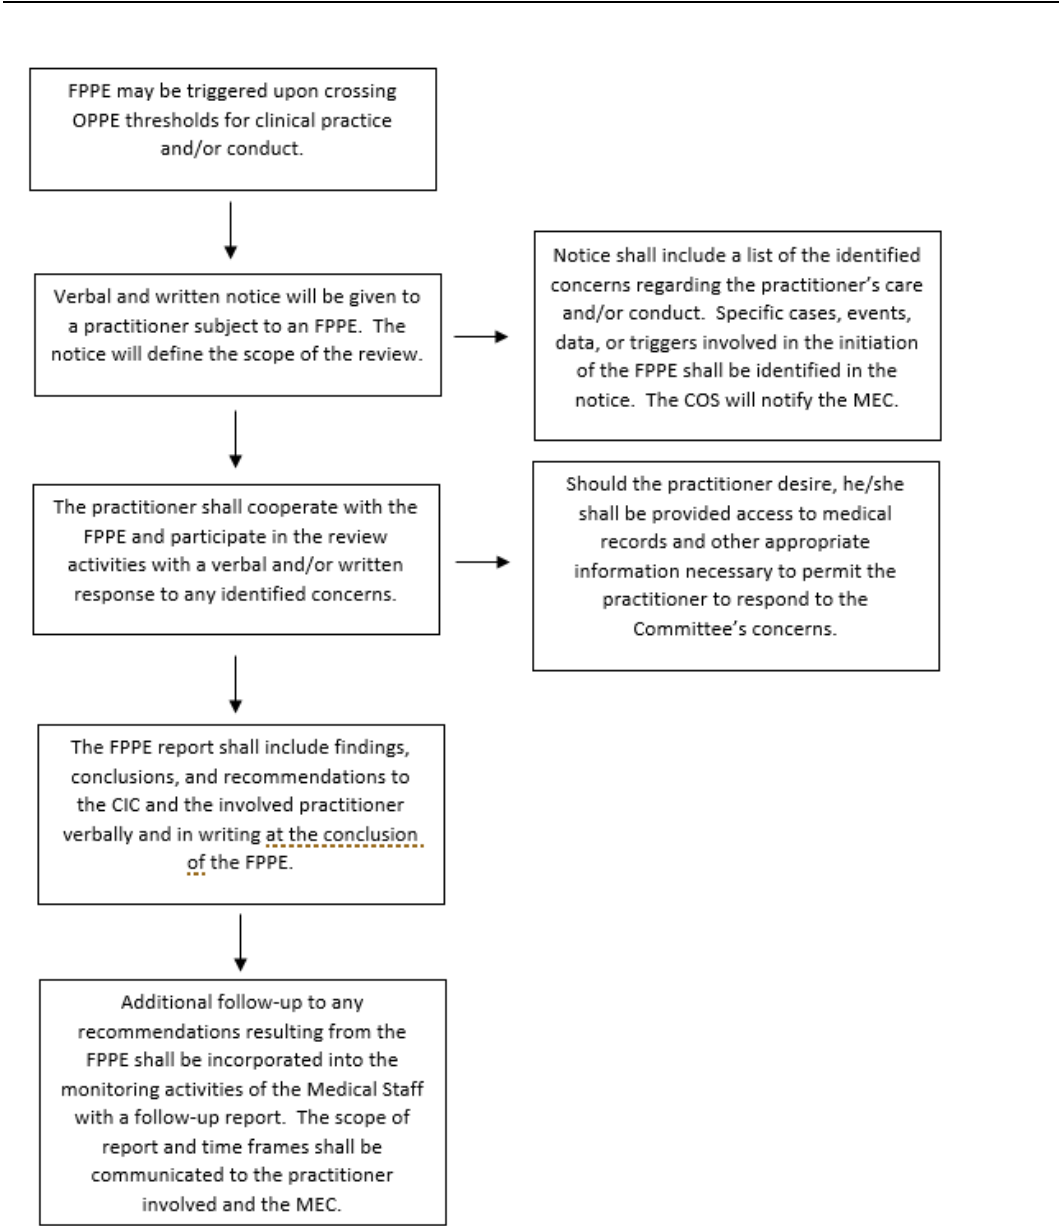 FPPE may be triggered upon crossing
OPPE thresholds for clinical practice
and/or conduct.
Verbal and written notice will be given to
a practitioner subject to an FPPE.  The
notice will define the scope of the review.
Notice shall include a list of the identified
concerns regarding the practitioner’s care
and/or conduct.  Specific cases, events,
data, or triggers involved in the initiation
of the FPPE shall be identified in the
notice.  The COS will notify the MEC.
The practitioner shall cooperate with the
FPPE and participate in the review
activities with a verbal and/or written
response to any identified concerns.
Should the practitioner desire, he/she
shall be provided access to medical
records and other appropriate
information necessary to permit the
practitioner to respond to the
Committee’s concerns.
The FPPE report shall include findings,
conclusions, and recommendations to
the CIC and the involved practitioner
verbally and in writing at the conclusion
of the FPPE.
Additional follow-up to any
recommendations resulting from the
FPPE shall be incorporated into the
monitoring activities of the Medical Staff
with a follow-up report.  The scope of
report and time frames shall be
communicated to the practitioner
involved and the MEC.